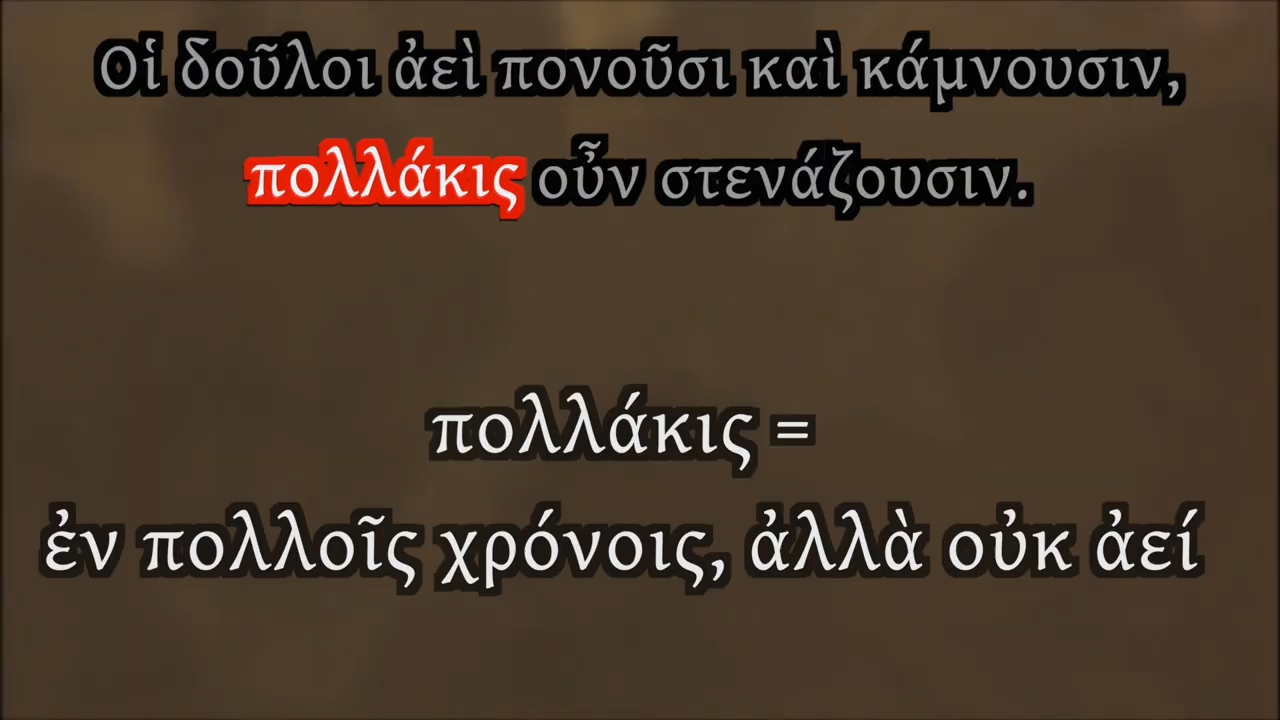 Οἱ δοῦλοι ἀεὶ πονοῦσι καὶ κάμνουσιν,
πολλάκις οὖν στενάζουσιν.
πολλάκις =
ἐν πολλοῖς χρόνοις, ἀλλὰ οὐκ ἀεί